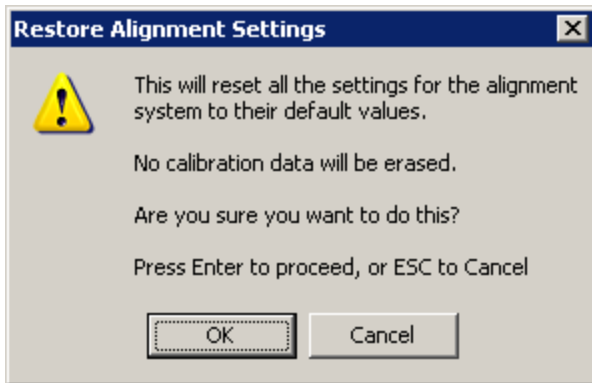 Restore Alignment Settings
This will reset all the settings for the alignment
system to their default values.
No calibration data will be erased.
Are you sure you want to do this?
Press Enter to proceed, or ESC to Cancel
OK Cancel